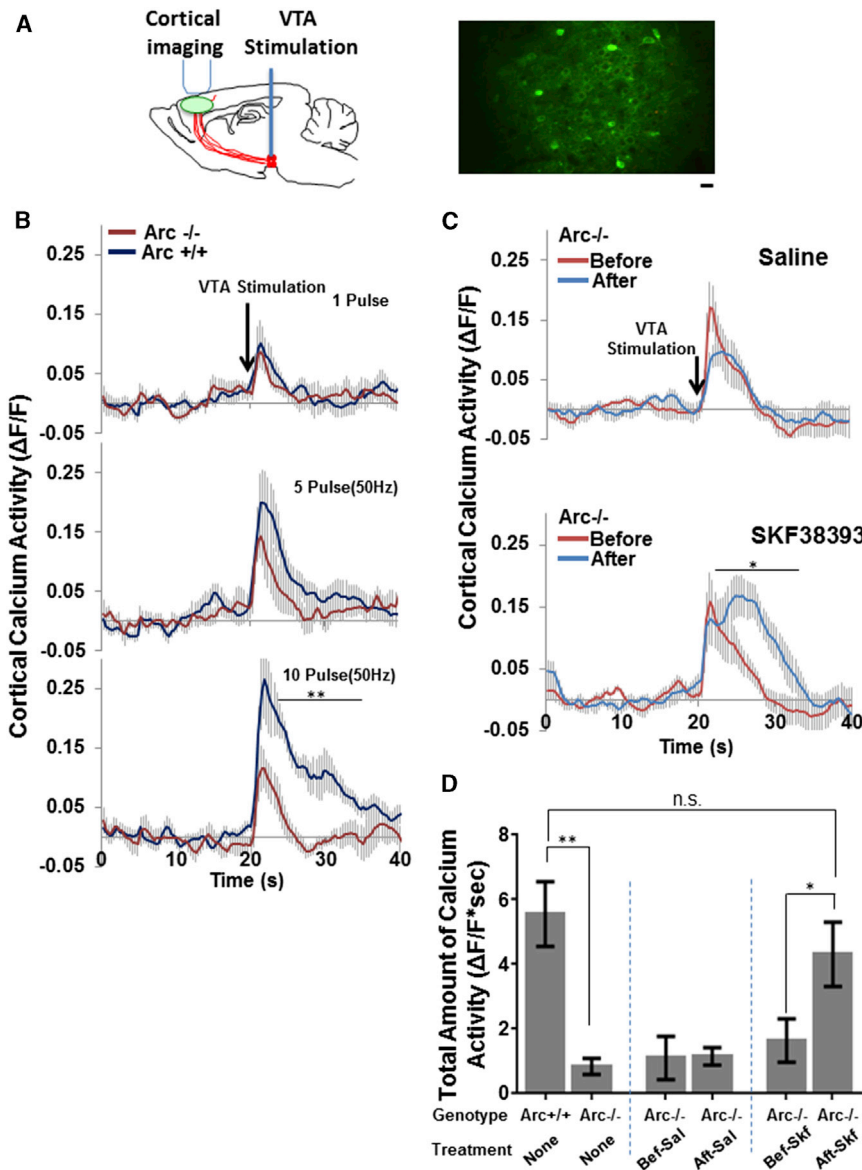 A
Cortical
imaging
VTA
Stimulation
B
Arc -/-
Arc +/+
VTA Stimulation
1 Pulse
0.25
0.15
0.05
-0.05
5 Pulse(50Hz)
0.25
0.15
0.05
-0.05
10 Pulse(50Hz)
**
0.25
0.15
0.05
-0.05
0
10
20
30
40
Time (s)
Cortical Calcium Activity (ΔF/F)
C
Arc-/-
Before
After
Saline
VTA
Stimulation
0.25
0.15
0.05
-0.05
Arc-/-
Before
After
SKF38393
*
0.25
0.15
0.05
-0.05
0
10
20
30
40
Time (s)
Cortical Calcium Activity (ΔF/F)
D
n.s.
**
*
8
6
4
2
0
Total Amount of Calcium
Activity (ΔF/F*sec)
Genotype Arc+/+ Arc-/- Arc-/- Arc-/- Arc-/- Arc-/-
Treatment None None Bef-Sal Aft-Sal Bef-Skf Aft-Skf